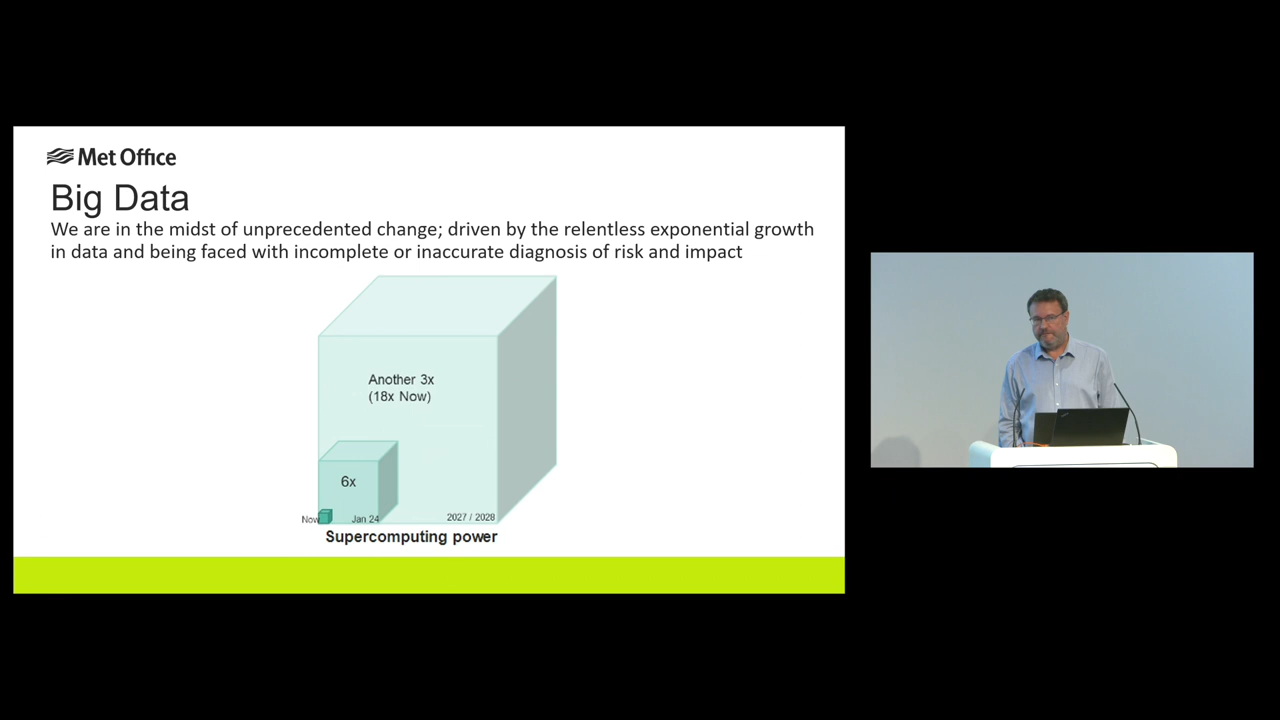 Met Office
Big Data
We are in the midst of unprecedented change; driven by the relentless exponential growth
in data and being faced with incomplete or inaccurate diagnosis of risk and impact
Another 3x
(18x Now)
6x
Now
Jan 24
2027 / 2028
Supercomputing power